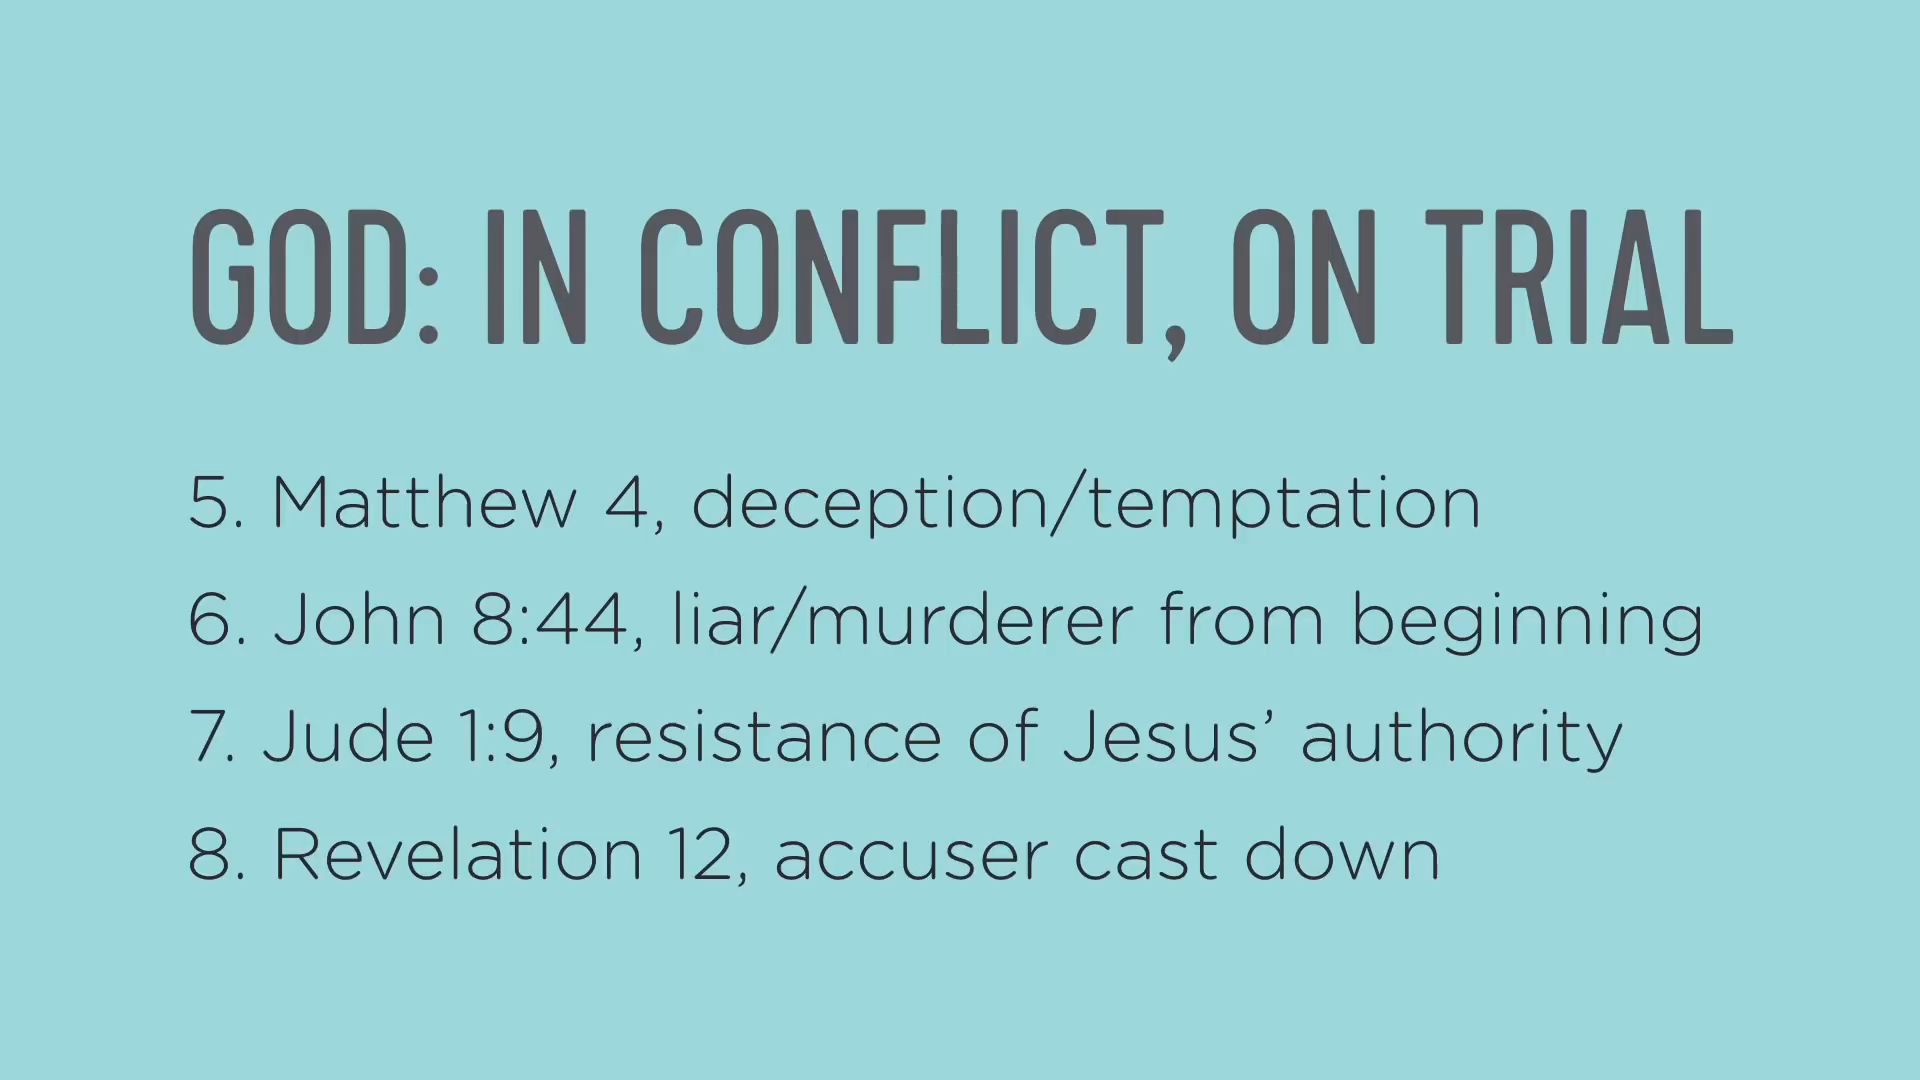 GOD: IN CONFLICT, ON TRIAL
5. Matthew 4, deception/temptation
6. John 8:44, liar/murderer from beginning
7. Jude 1:9, resistance of Jesus’ authority
8. Revelation 12, accuser cast down